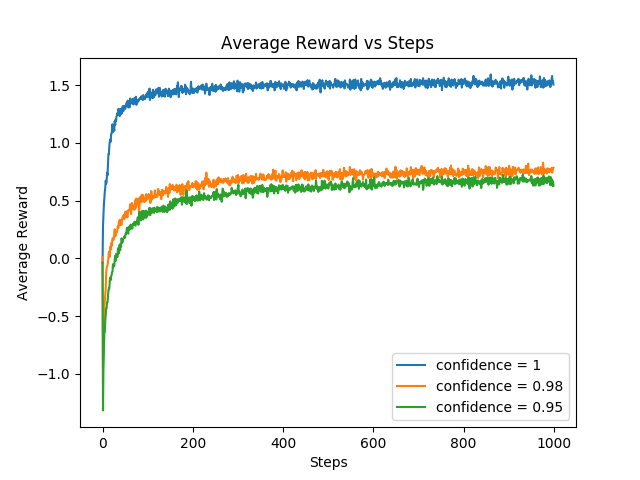 Average Reward vs Steps
Average Reward
1.5
1.0
0.5
0.0
−0.5
−1.0
confidence = 1
confidence = 0.98
confidence = 0.95
0 200 400 600 800 1000
Steps